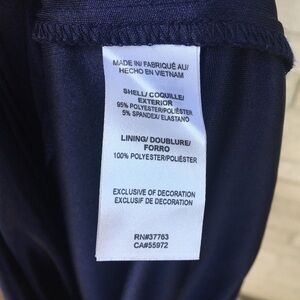 MADE IN/ FABRIQUÉ AU/
HECHO EN VIETNAM
SHELL/ COQUILLE/
EXTERIOR
95% POLYESTER/POLIÉSTER
5% SPANDEX/ ELASTANO
LINING/ DOUBLURE/
FORRO
100% POLYESTER/POLIÉSTER
EXCLUSIVE OF DECORATION
EXCLUSIF DE DECORATION
RN#37763
CA#55972